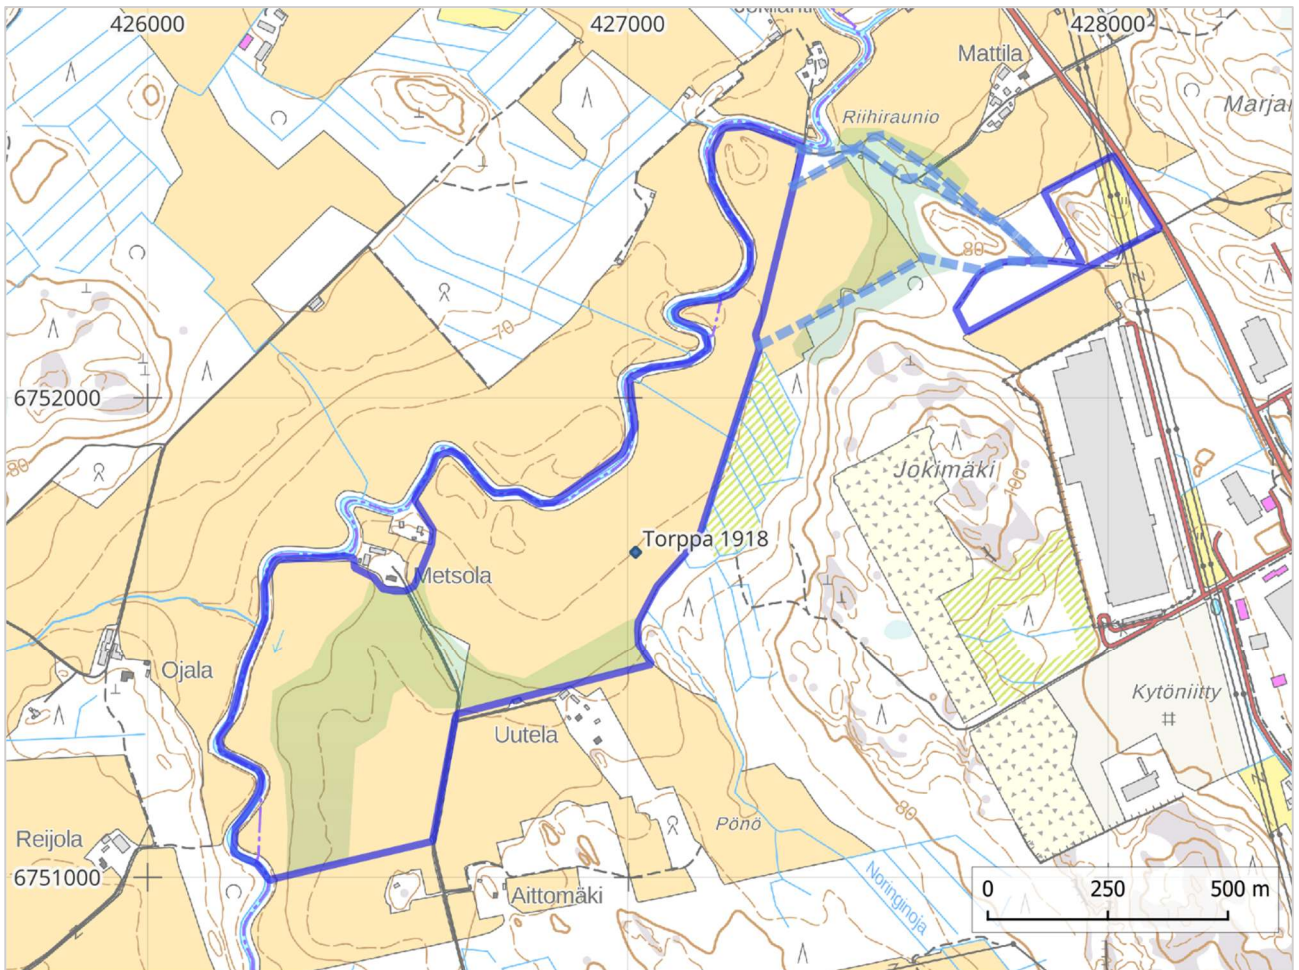 426000
427000
428000
Mattila
Riihiraunio
80
70
6752000
80
Jokimäki
100
Torppa 1918
Metsola
Ojala
Uutela
Kytöniitty
Reijola
Pönö
80
6751000
Aittomäki
Noringinoja
0 250 500 m